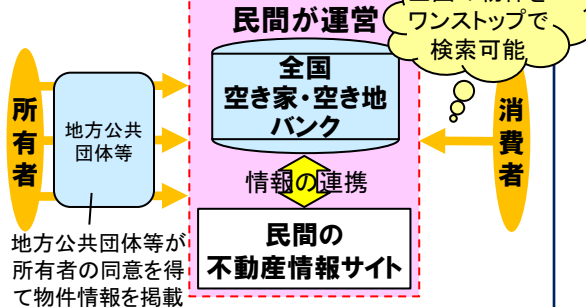 民間が運営
ワンストップで
検索可能
全国
空き家・空き地
バンク
所有者
地方公共
団体等
消費者
情報の連携
民間の
不動産情報サイト
地方公共団体等が
所有者の同意を得
て物件情報を掲載